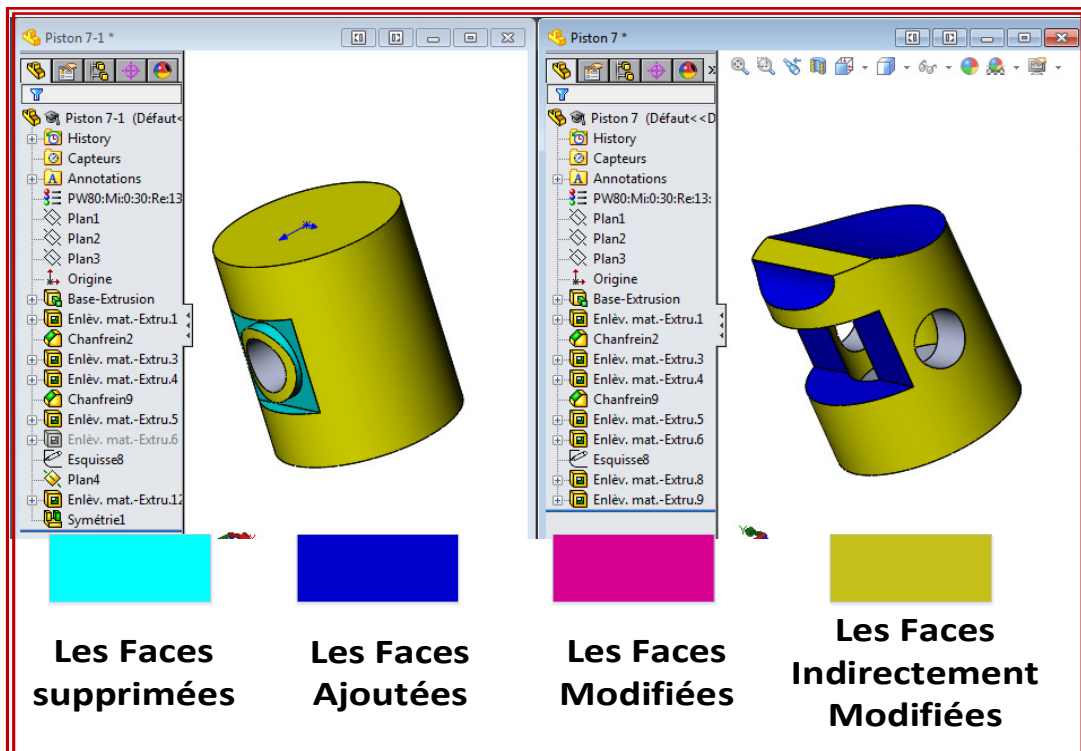 Piston 7-1 *
Piston 7-1 (Défaut<
History
Capteurs
Annotations
PW80:Mi:0:30:Re:13
Plan1
Plan2
Plan3
Origine
Base-Extrusion
Enlèv. mat.-Extru.1
Chanfrein2
Enlèv. mat.-Extru.3
Enlèv. mat.-Extru.4
Chanfrein9
Enlèv. mat.-Extru.5
Enlèv. mat.-Extru.6
Esquisse8
Plan4
Enlèv. mat.-Extru.12
Symétrie1
Piston 7 *
»
Piston 7 (Défaut<<D
History
Capteurs
Annotations
PW80:Mi:0:30:Re:13:
Plan1
Plan2
Plan3
Origine
Base-Extrusion
Enlèv. mat.-Extru.1
Chanfrein2
Enlèv. mat.-Extru.3
Enlèv. mat.-Extru.4
Chanfrein9
Enlèv. mat.-Extru.5
Enlèv. mat.-Extru.6
Esquisse8
Enlèv. mat.-Extru.8
Enlèv. mat.-Extru.9
Les Faces
supprimées
Les Faces
Ajoutées
Les Faces
Modifiées
Les Faces
Indirectement
Modifiées